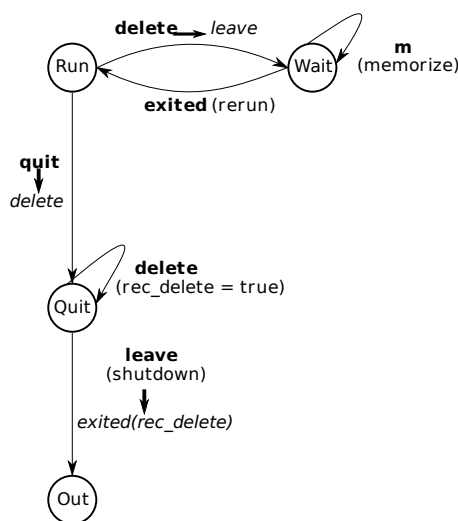 delete leave
Run
Wait
m
(memorize)
exited (rerun)
quit
delete
delete
(rec_delete = true)
Quit
leave
(shutdown)
exited(rec_delete)
Out